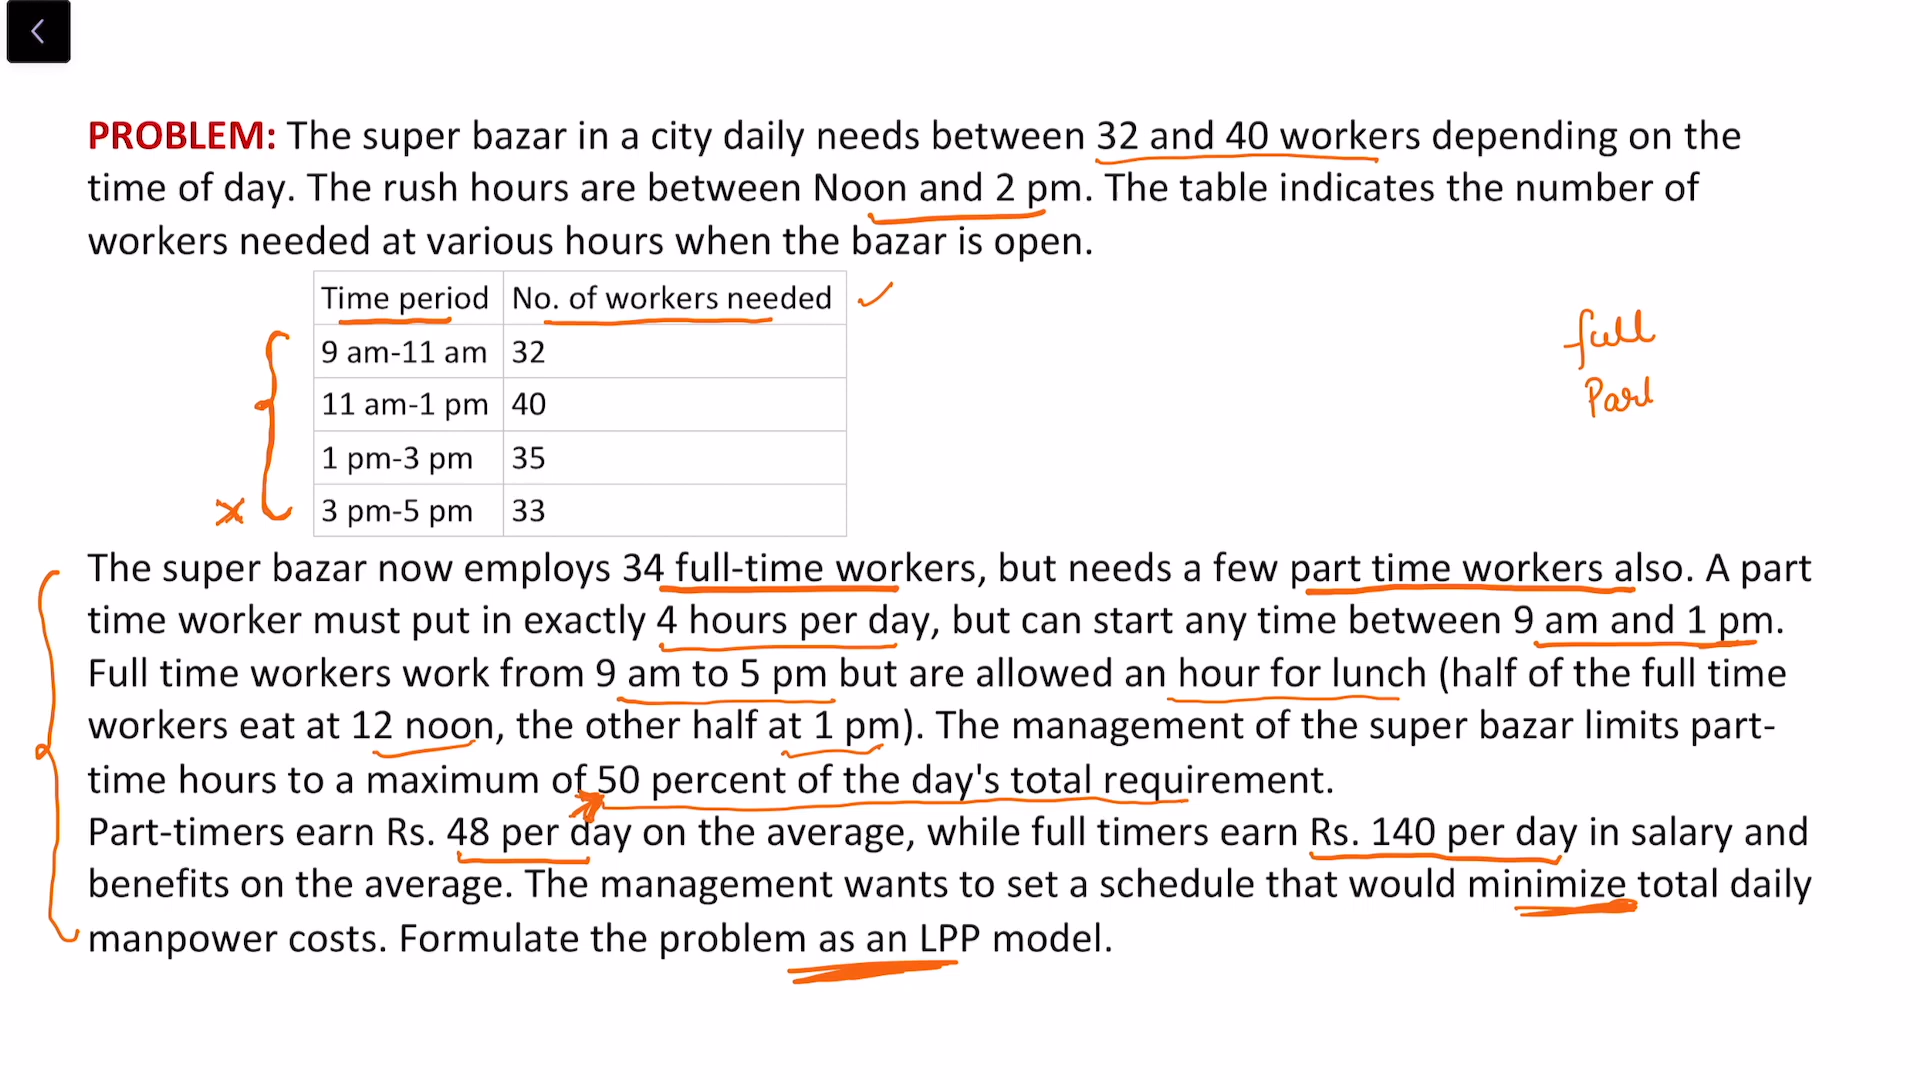 PROBLEM: The super bazar in a city daily needs between 32 and 40 workers depending on the
time of day. The rush hours are between Noon and 2 pm. The table indicates the number of
workers needed at various hours when the bazar is open.
Time period No. of workers needed
9 am-11 am 32
full
11 am-1 pm 40
Part
1 pm-3 pm 35
3 pm-5 pm 33
The super bazar now employs 34 full-time workers, but needs a few part time workers also. A part
time worker must put in exactly 4 hours per day, but can start any time between 9 am and 1 pm.
Full time workers work from 9 am to 5 pm but are allowed an hour for lunch (half of the full time
workers eat at 12 noon, the other half at 1 pm). The management of the super bazar limits part-
time hours to a maximum of 50 percent of the day's total requirement.
Part-timers earn Rs. 48 per day on the average, while full timers earn Rs. 140 per day in salary and
benefits on the average. The management wants to set a schedule that would minimize total daily
manpower costs. Formulate the problem as an LPP model.